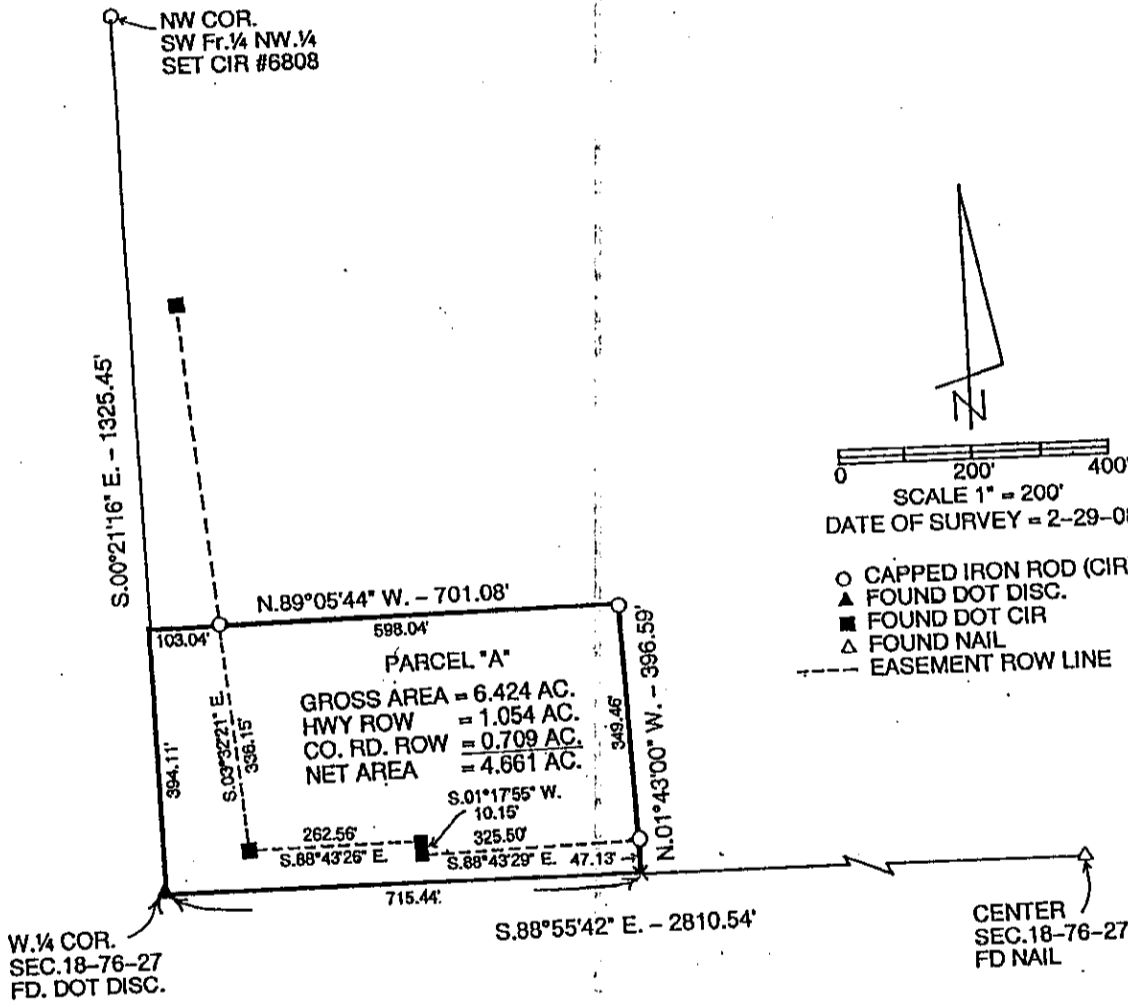 NW COR.
SW Fr.¼ NW.¼
SET CIR #6808
S.00°21'16" E. – 1325.45'
N
0 200' 400'
SCALE 1" = 200'
DATE OF SURVEY = 2–29–08
○ CAPPED IRON ROD (CIR)
▲ FOUND DOT DISC.
■ FOUND DOT CIR
△ FOUND NAIL
----- EASEMENT ROW LINE
N.89°05'44" W. – 701.08'
103.04'
598.04'
PARCEL "A"
GROSS AREA = 6.424 AC.
HWY ROW = 1.054 AC.
CO. RD. ROW = 0.709 AC.
NET AREA = 4.661 AC.
394.11'
S.03°32'21" E.
336.15'
349.46'
N.01°43'00" W. – 396.59'
S.01°17'55" W.
10.15'
262.56'
S.88°43'26" E.
325.50'
S.88°43'29" E.
47.13'
715.44'
S.88°55'42" E. – 2810.54'
W.¼ COR.
SEC.18–76–27
FD. DOT DISC.
CENTER
SEC.18–76–27
FD NAIL